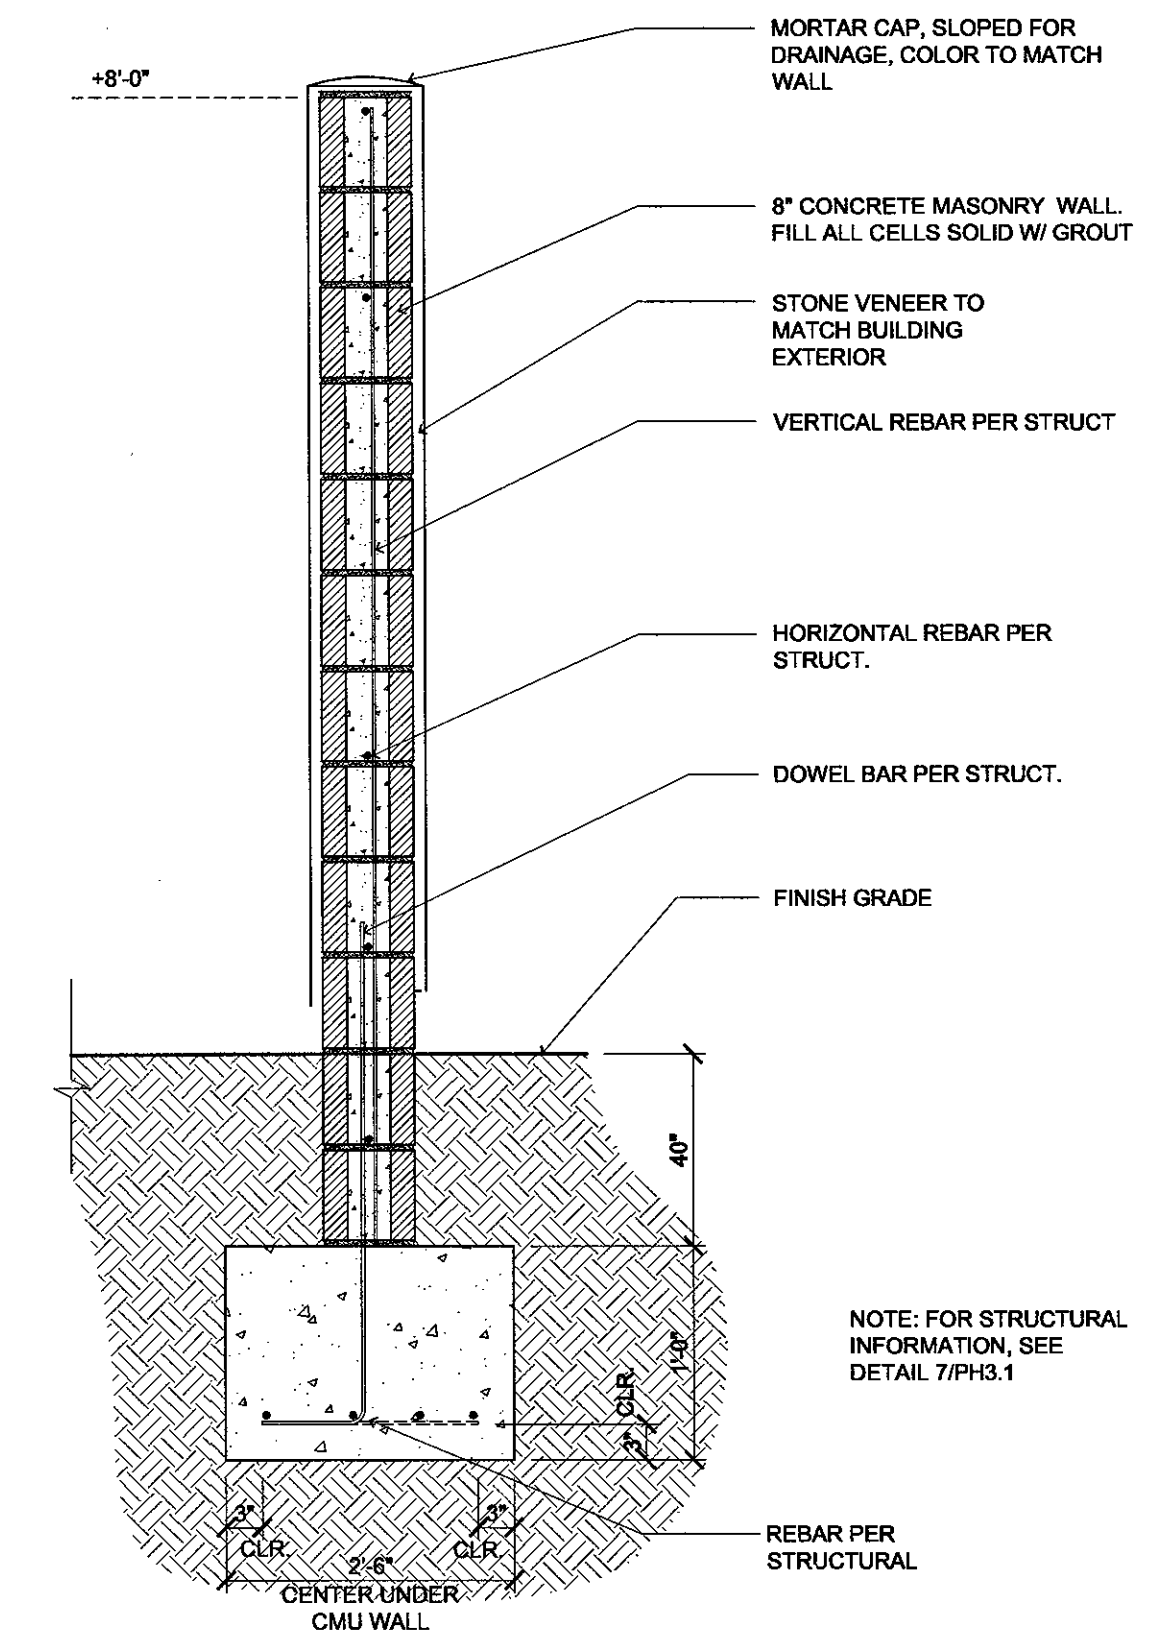 MORTAR CAP, SLOPED FOR
DRAINAGE, COLOR TO MATCH
WALL
+8'-0"
8" CONCRETE MASONRY WALL.
FILL ALL CELLS SOLID W/ GROUT
STONE VENEER TO
MATCH BUILDING
EXTERIOR
VERTICAL REBAR PER STRUCT
HORIZONTAL REBAR PER
STRUCT.
DOWEL BAR PER STRUCT.
FINISH GRADE
40"
1'-0"
NOTE: FOR STRUCTURAL
INFORMATION, SEE
DETAIL 7/PH3.1
3" CLR.
3"
CLR.
3"
CLR.
2'-6"
CENTER UNDER
CMU WALL
REBAR PER
STRUCTURAL